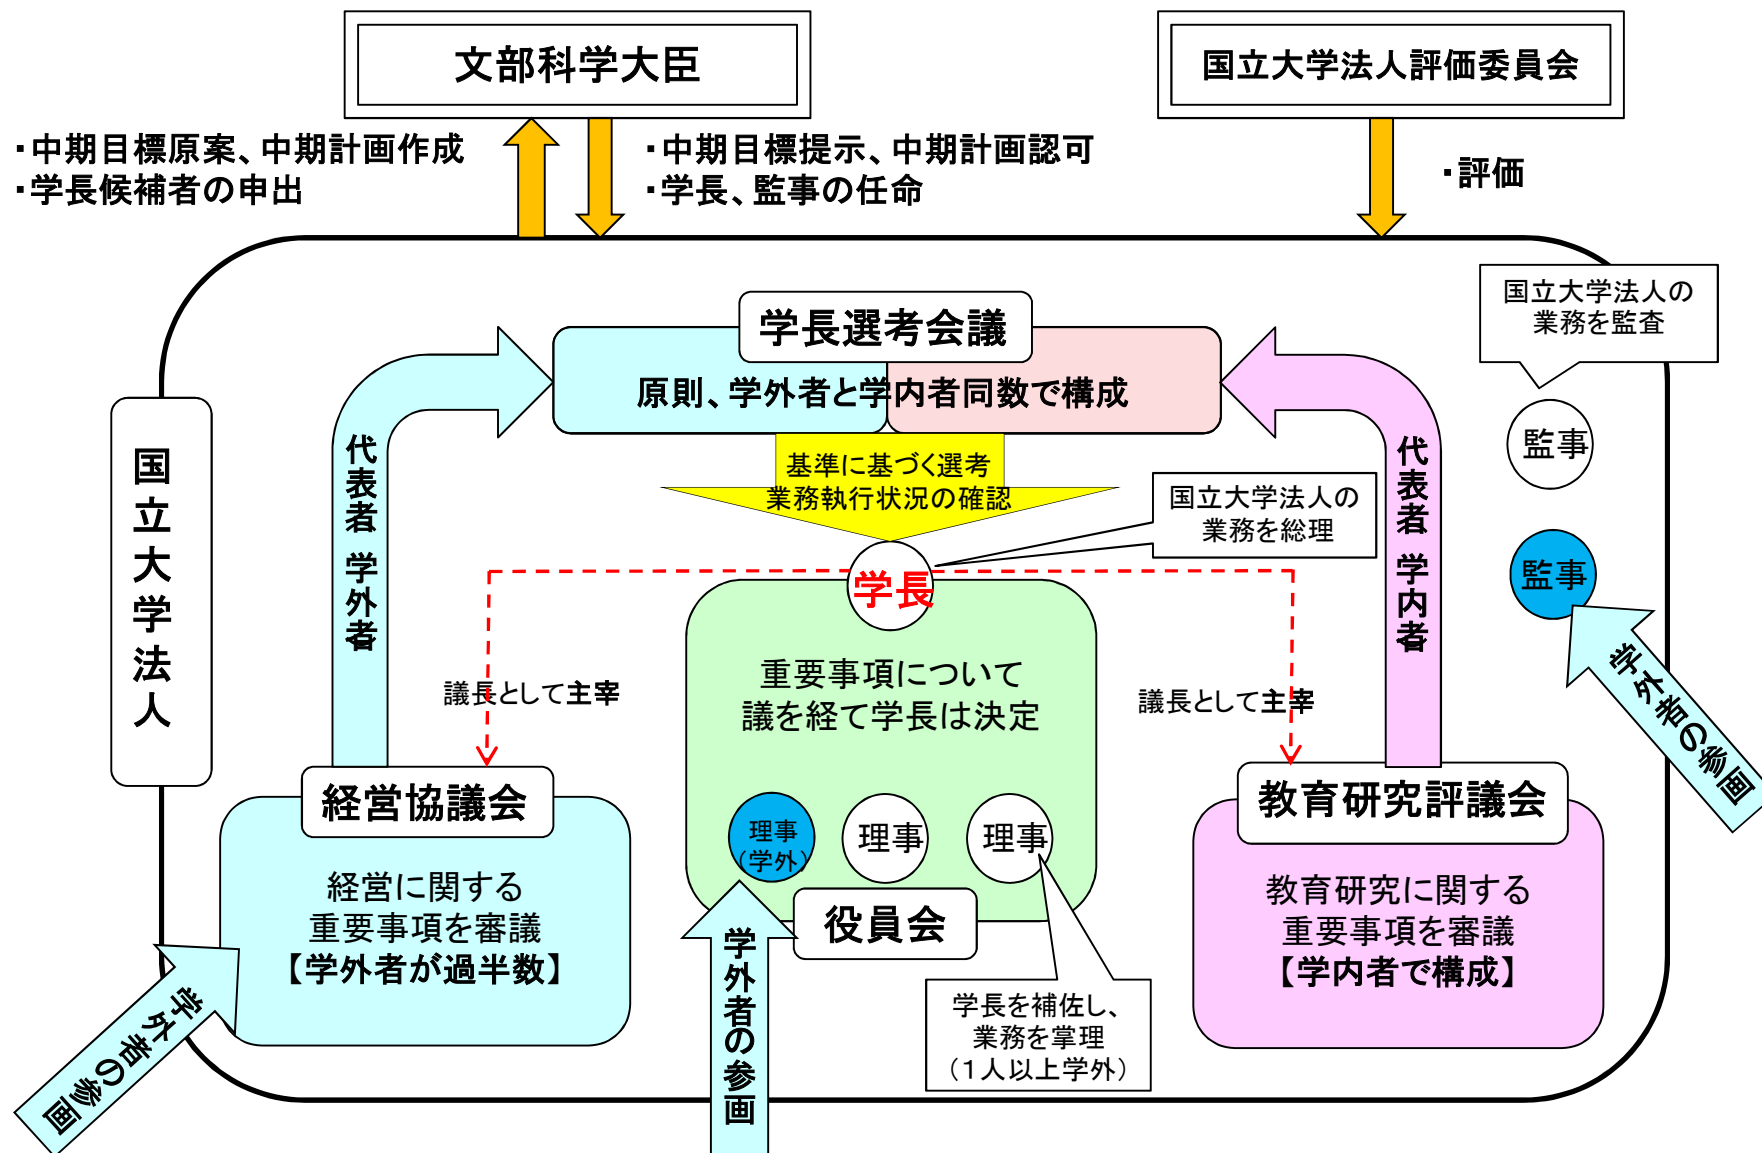 文部科学大臣
国立大学法人評価委員会
・中期目標原案、中期計画作成
・学長候補者の申出
・中期目標提示、中期計画認可
・学長、監事の任命
・評価
国立大学法人の
業務を監査
学長選考会議
原則、学外者と学内者同数で構成
監事
国立大学法人
代表者 学外者
基準に基づく選考
業務執行状況の確認
国立大学法人の
業務を総理
代表者 学内者
監事
学長
学外者の参画
重要事項について
議を経て学長は決定
議長として主宰
議長として主宰
経営協議会
教育研究評議会
理事
（学外）
理事
理事
経営に関する
重要事項を審議
【学外者が過半数】
役員会
教育研究に関する
重要事項を審議
【学内者で構成】
学外者の参画
学外者の参画
学長を補佐し、
業務を掌理
（１人以上学外）